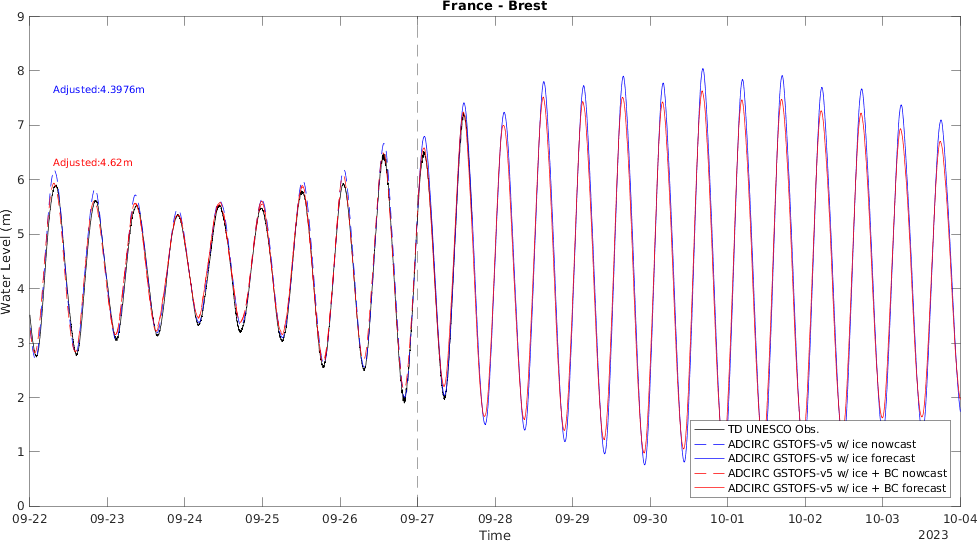 France - Brest
9
8
7
6
5
4
3
2
1
0
Water Level (m)
Adjusted:4.3976m
Adjusted:4.62m
TD UNESCO Obs.
ADCIRC GSTOFS-v5 w/ ice nowcast
ADCIRC GSTOFS-v5 w/ ice forecast
ADCIRC GSTOFS-v5 w/ ice + BC nowcast
ADCIRC GSTOFS-v5 w/ ice + BC forecast
09-22 09-23 09-24 09-25 09-26 09-27 09-28 09-29 09-30 10-01 10-02 10-03 10-04
Time
2023